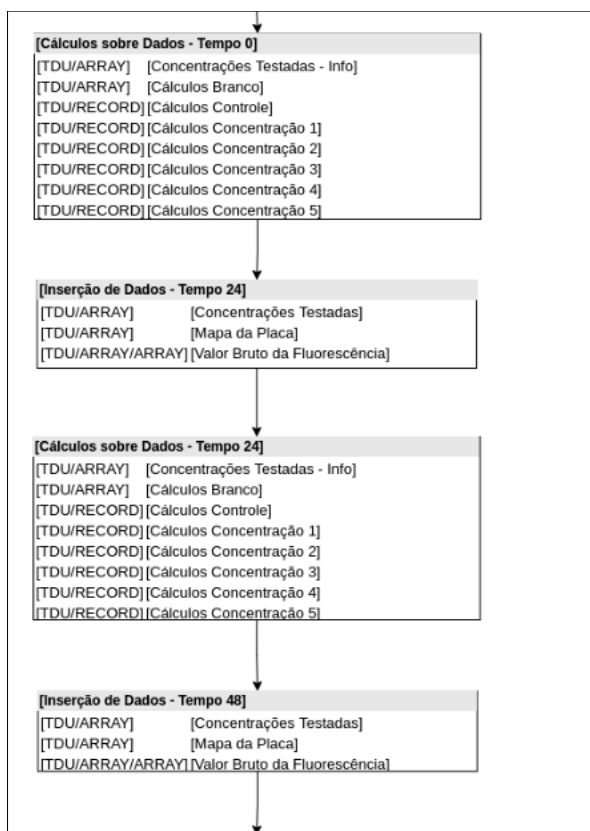 [Cálculos sobre Dados - Tempo 0]
[TDU/ARRAY] [Concentrações Testadas - Info]
[TDU/ARRAY] [Cálculos Branco]
[TDU/RECORD] [Cálculos Controle]
[TDU/RECORD] [Cálculos Concentração 1]
[TDU/RECORD] [Cálculos Concentração 2]
[TDU/RECORD] [Cálculos Concentração 3]
[TDU/RECORD] [Cálculos Concentração 4]
[TDU/RECORD] [Cálculos Concentração 5]
[Inserção de Dados - Tempo 24]
[TDU/ARRAY] [Concentrações Testadas]
[TDU/ARRAY] [Mapa da Placa]
[TDU/ARRAY/ARRAY] [Valor Bruto da Fluorescência]
[Cálculos sobre Dados - Tempo 24]
[TDU/ARRAY] [Concentrações Testadas - Info]
[TDU/ARRAY] [Cálculos Branco]
[TDU/RECORD] [Cálculos Controle]
[TDU/RECORD] [Cálculos Concentração 1]
[TDU/RECORD] [Cálculos Concentração 2]
[TDU/RECORD] [Cálculos Concentração 3]
[TDU/RECORD] [Cálculos Concentração 4]
[TDU/RECORD] [Cálculos Concentração 5]
[Inserção de Dados - Tempo 48]
[TDU/ARRAY] [Concentrações Testadas]
[TDU/ARRAY] [Mapa da Placa]
[TDU/ARRAY/ARRAY] [Valor Bruto da Fluorescência]